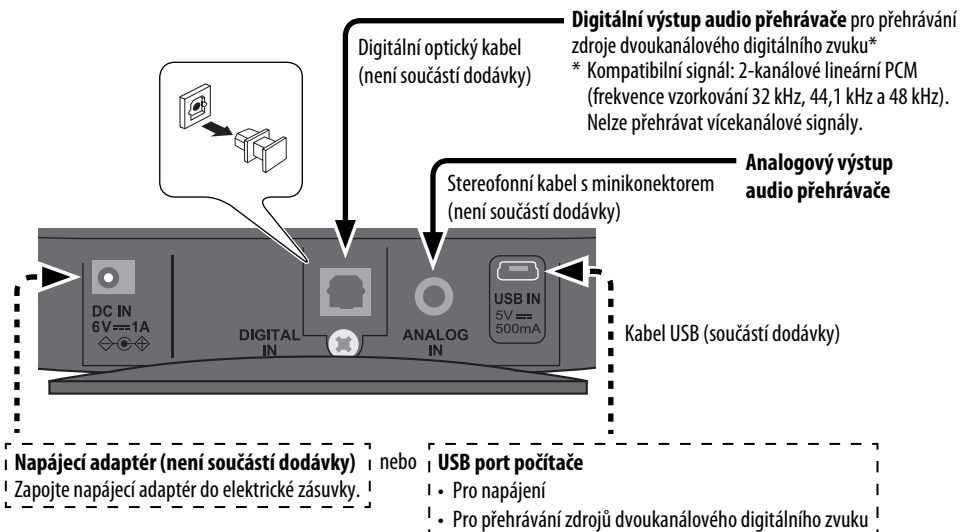 Digitální výstup audio přehrávače pro přehrávání
zdroje dvoukanálového digitálního zvuku*
* Kompatibilní signál: 2-kanálové lineární PCM
(frekvence vzorkování 32 kHz, 44,1 kHz a 48 kHz).
Nelze přehrávat vícekanálové signály.
Digitální optický kabel
(není součástí dodávky)
Analogový výstup
audio přehrávače
Stereofonní kabel s minikonektorem
(není součástí dodávky)
DC IN
6V⎓1A
DIGITAL
IN
ANALOG
IN
USB IN
5V⎓
500mA
Kabel USB (součástí dodávky)
Napájecí adaptér (není součástí dodávky)
Zapojte napájecí adaptér do elektrické zásuvky.
nebo
USB port počítače
• Pro napájení
• Pro přehrávání zdrojů dvoukanálového digitálního zvuku